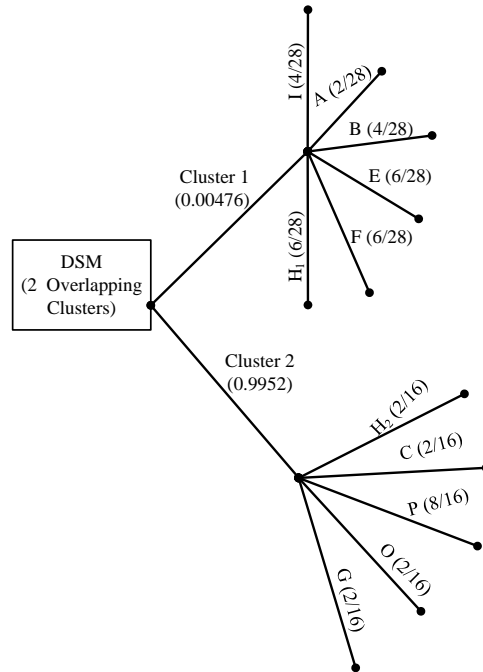 I (4/28)
A (2/28)
B (4/28)
E (6/28)
F (6/28)
H₁ (6/28)
Cluster 1
(0.00476)
DSM
(2 Overlapping
Clusters)
Cluster 2
(0.9952)
H₂ (2/16)
C (2/16)
P (8/16)
O (2/16)
G (2/16)